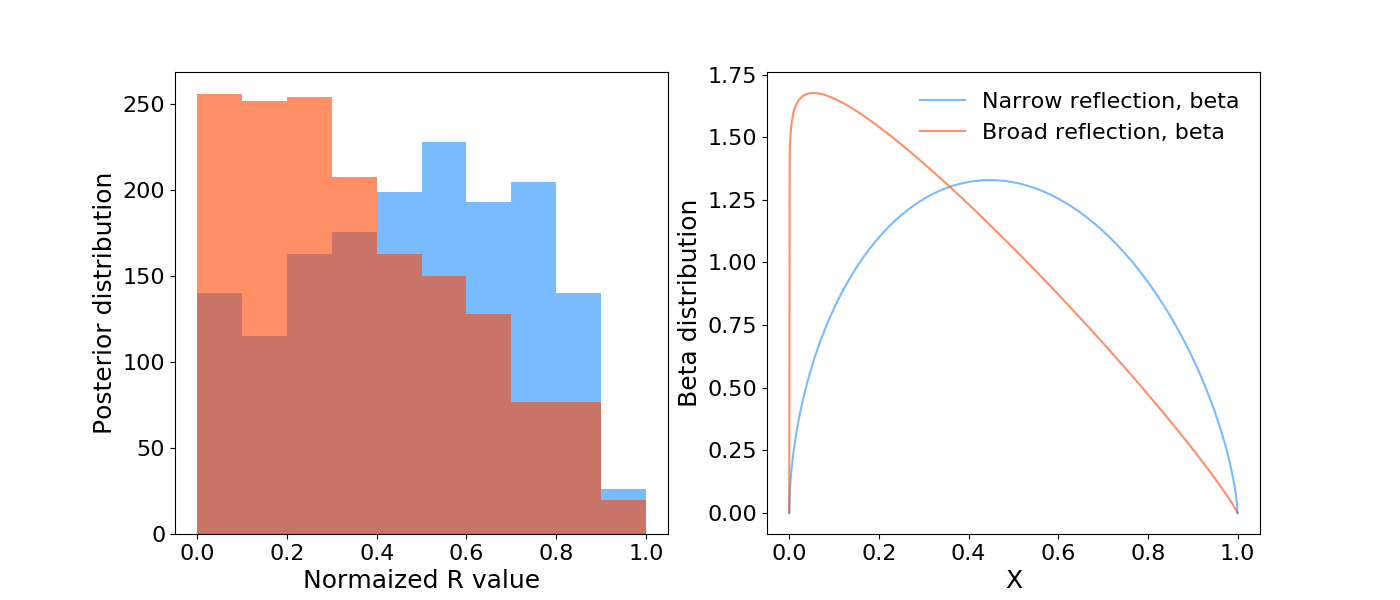 Posterior distribution
250
200
150
100
50
0
0.0 0.2 0.4 0.6 0.8 1.0
Normaized R value
Beta distribution
1.75
1.50
1.25
1.00
0.75
0.50
0.25
0.00
0.0 0.2 0.4 0.6 0.8 1.0
X
Narrow reflection, beta
Broad reflection, beta